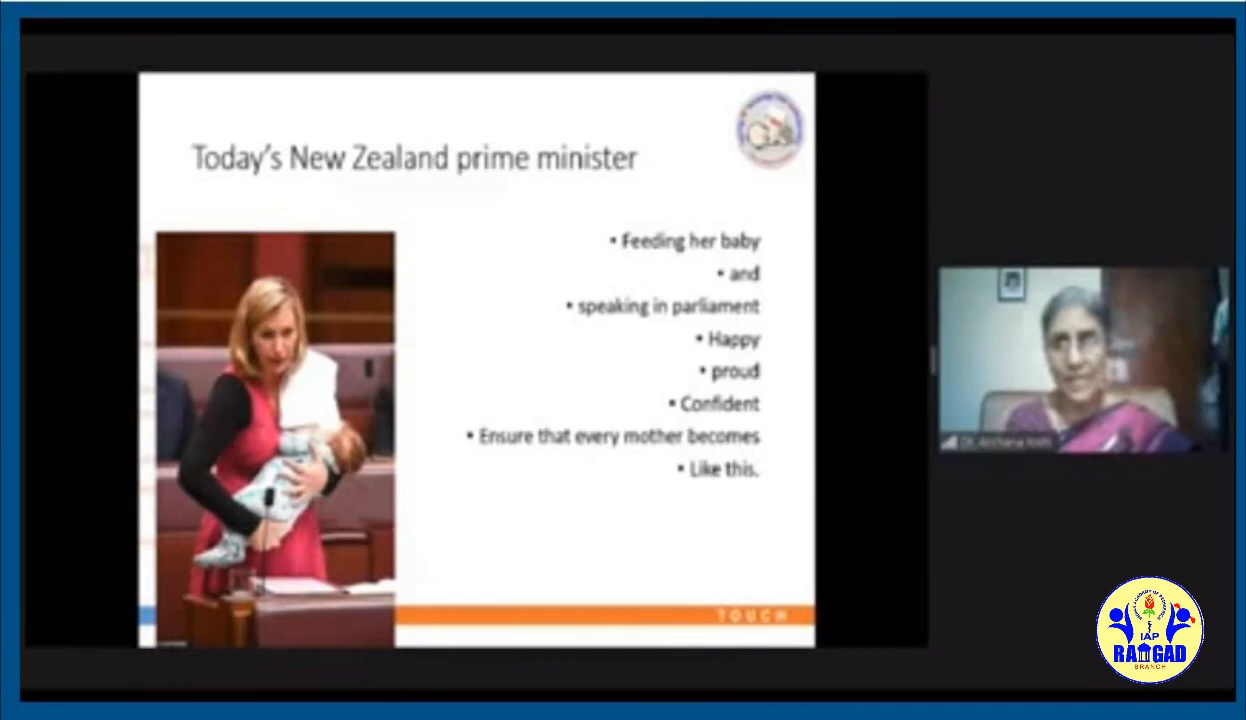 Today's New Zealand prime minister
• Feeding her baby
• and
• speaking in parliament
• Happy
• proud
• Confident
• Ensure that every mother becomes
• Like this.
TOUCH
Dr. Archana
IAP
RAIGAD
BRANCH